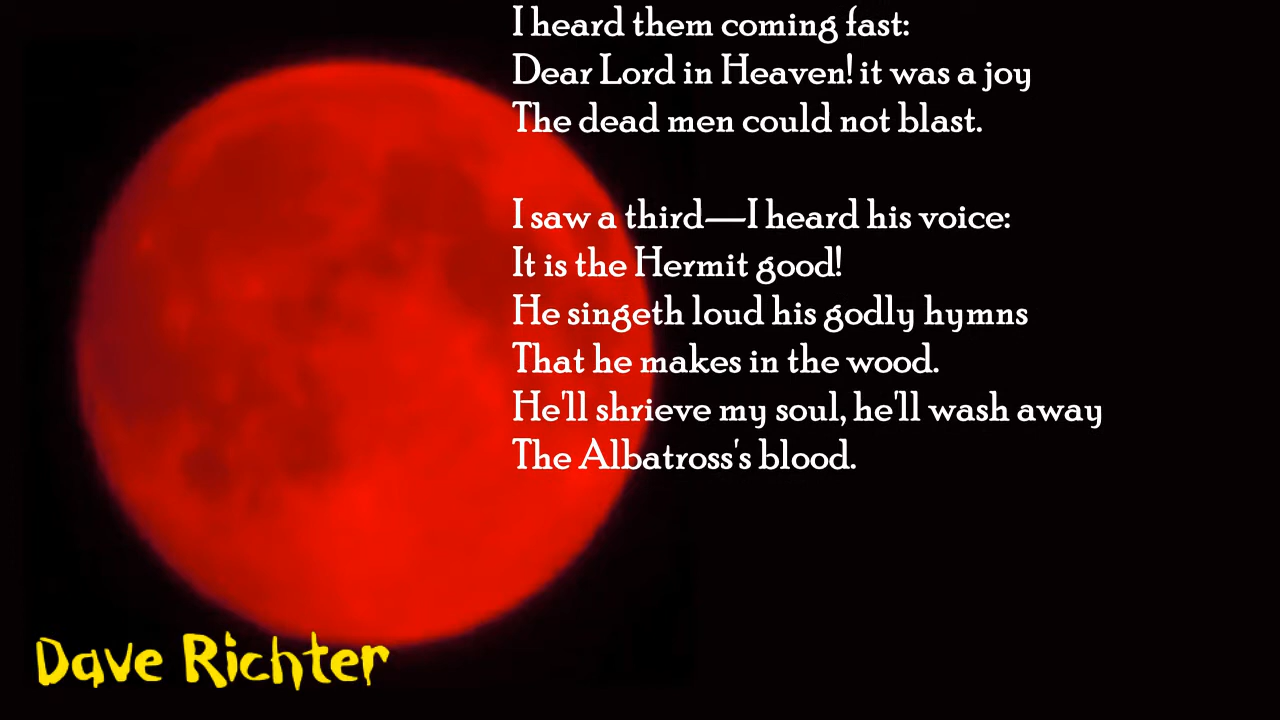 I heard them coming fast:
Dear Lord in Heaven! it was a joy
The dead men could not blast.
I saw a third—I heard his voice:
It is the Hermit good!
He singeth loud his godly hymns
That he makes in the wood.
He'll shrieve my soul, he'll wash away
The Albatross's blood.
Dave Richter